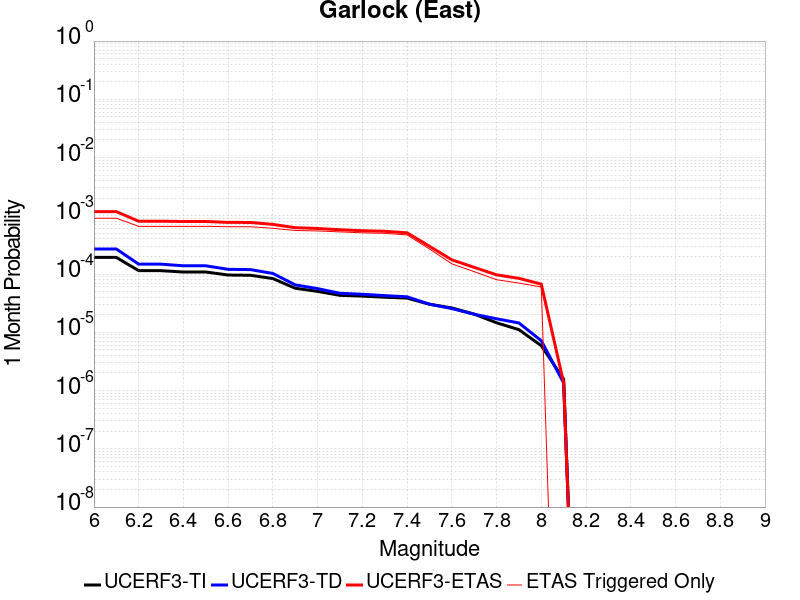 Garlock (East)
10^0
10^-1
10^-2
10^-3
10^-4
10^-5
10^-6
10^-7
10^-8
1 Month Probability
6 6.2 6.4 6.6 6.8 7 7.2 7.4 7.6 7.8 8 8.2 8.4 8.6 8.8 9
Magnitude
UCERF3-TI UCERF3-TD UCERF3-ETAS ETAS Triggered Only